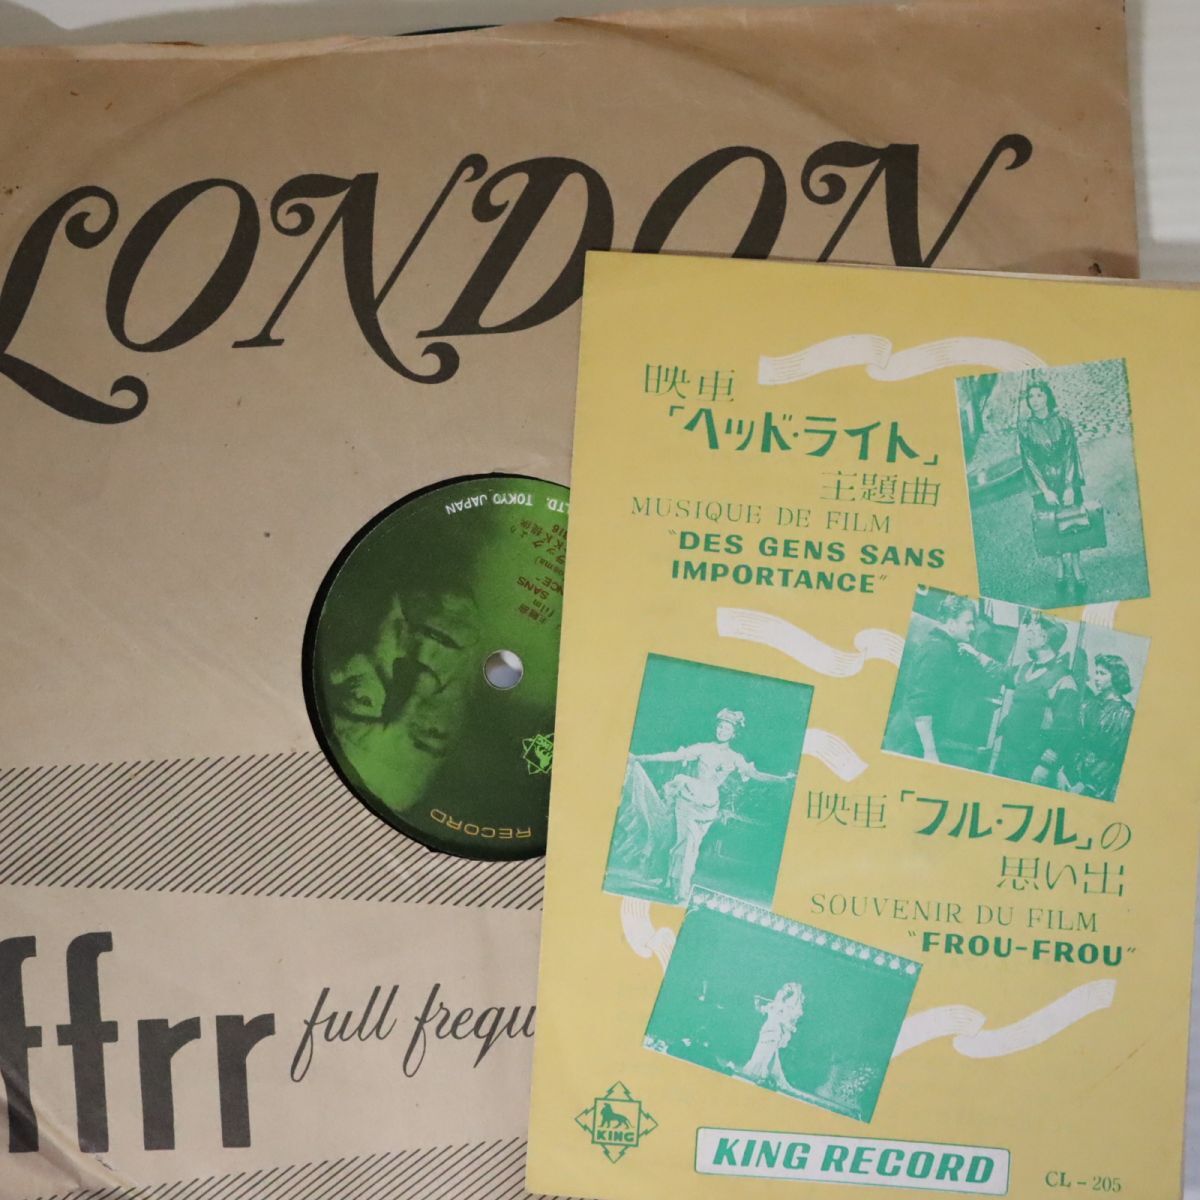 LONDON
LTD. TOKYO JAPAN
SANS
RECORD
ffrr full frequ
映画
「ヘッド・ライト」
主題曲
MUSIQUE DE FILM
"DES GENS SANS
IMPORTANCE"
映画「フル・フル」の
思い出
SOUVENIR DU FILM
"FROU-FROU"
KING
KING RECORD
CL-205